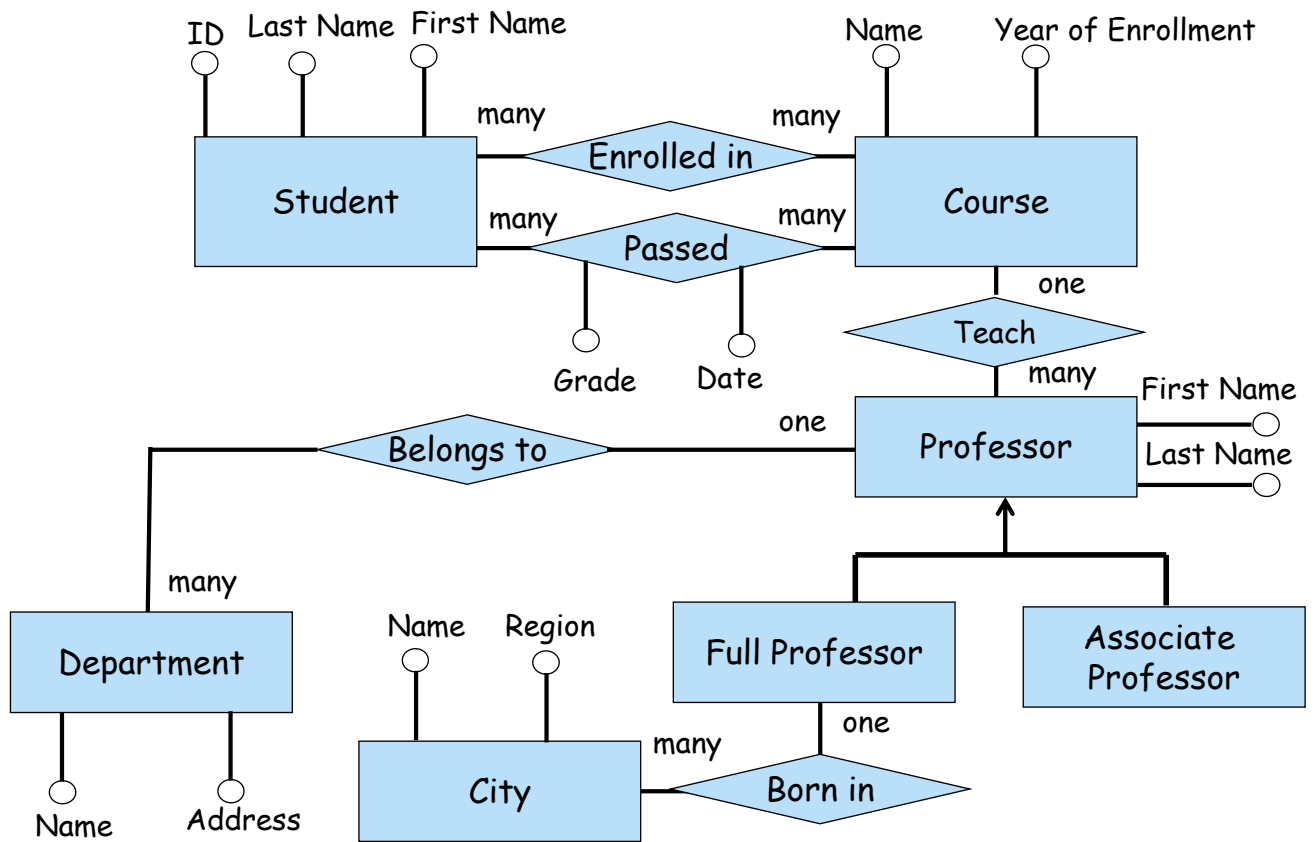 ID
Last Name
First Name
Name
Year of Enrollment
many
many
Enrolled in
Student
Course
many
many
Passed
one
Teach
Grade
Date
many
First Name
one
Belongs to
Professor
Last Name
many
Name
Region
Department
Full Professor
Associate
Professor
many
one
City
Born in
Name
Address